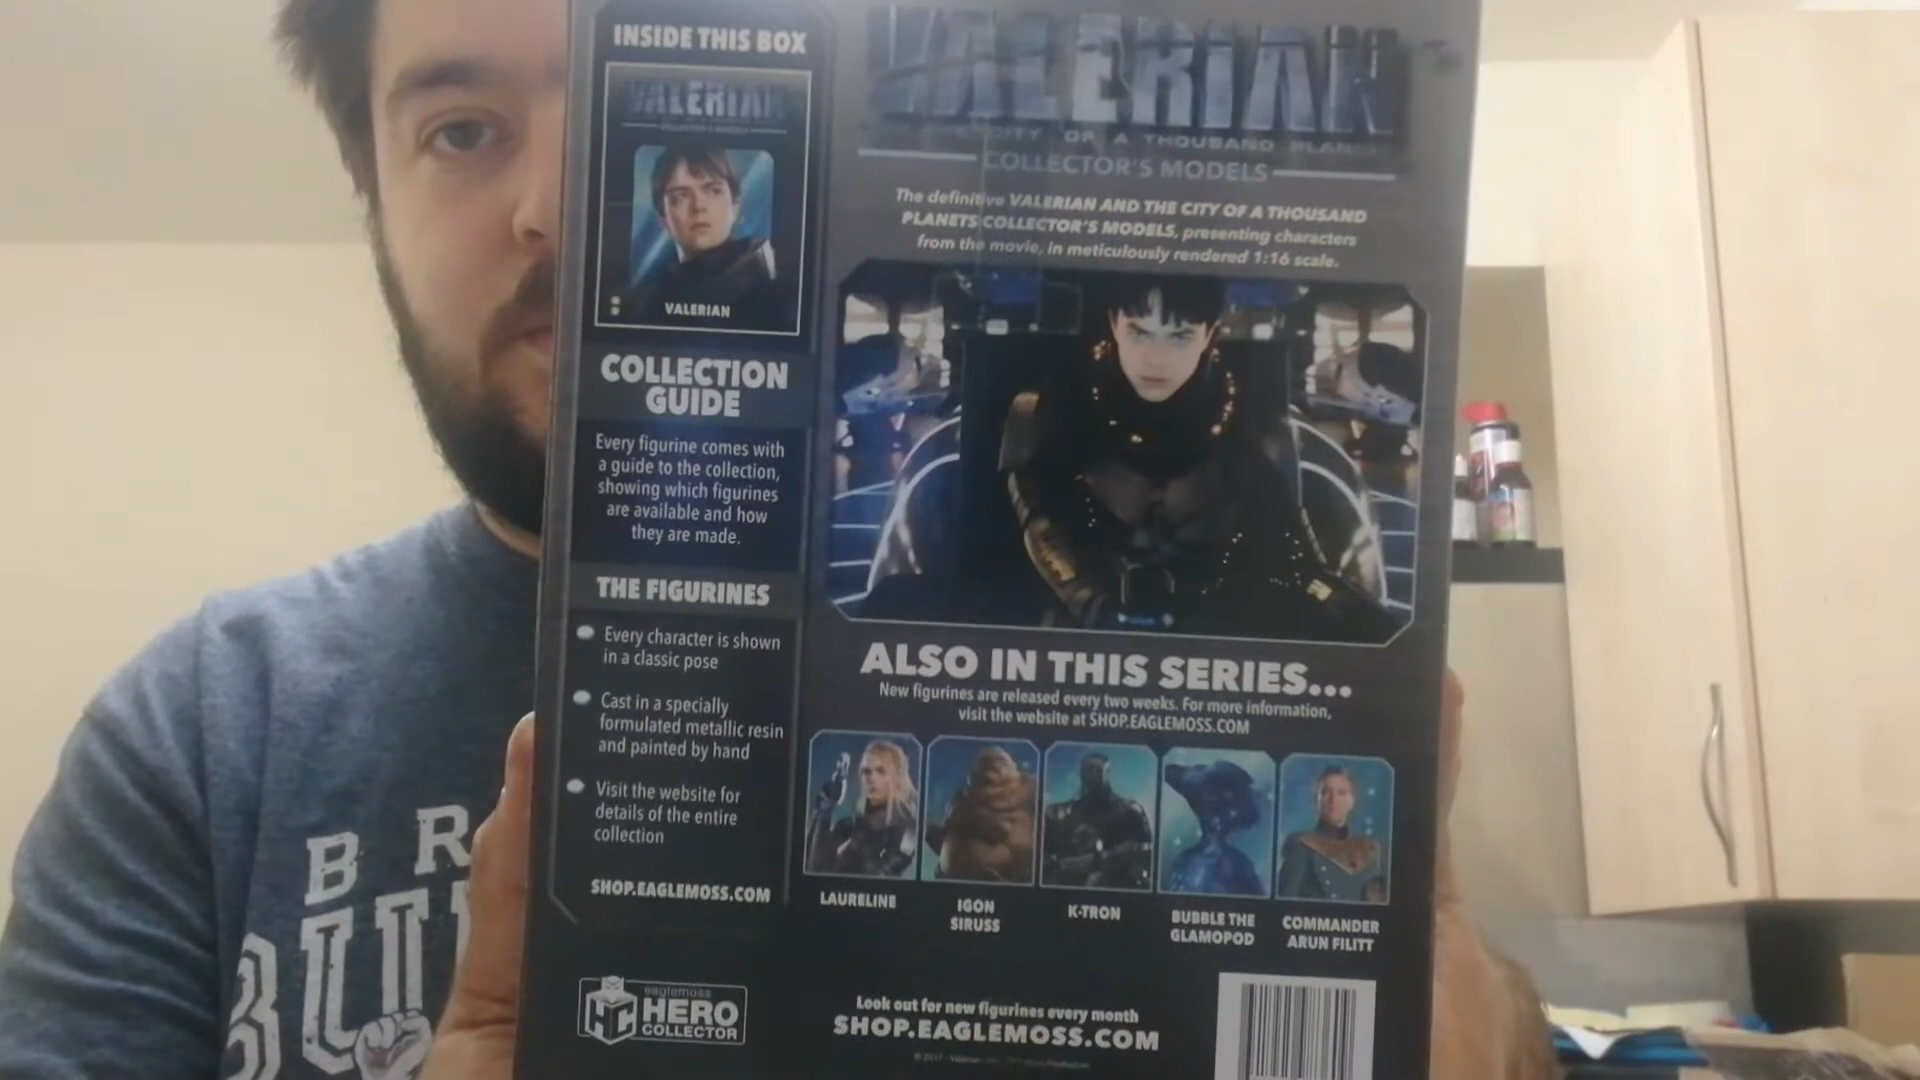 INSIDE THIS BOX
VALERIAN
COLLECTOR'S MODELS
VALERIAN
COLLECTION
GUIDE
Every figurine comes with
a guide to the collection,
showing which figurines
are available and how
they are made.
THE FIGURINES
Every character is shown
in a classic pose
Cast in a specially
formulated metallic resin
and painted by hand
Visit the website for
details of the entire
collection
SHOP.EAGLEMOSS.COM
eaglemoss
HERO
COLLECTOR
VALERIAN
CITY OF A THOUSAND PLANETS
COLLECTOR'S MODELS
The definitive VALERIAN AND THE CITY OF A THOUSAND
PLANETS COLLECTOR'S MODELS, presenting characters
from the movie, in meticulously rendered 1:16 scale.
ALSO IN THIS SERIES...
New figurines are released every two weeks. For more information,
visit the website at SHOP.EAGLEMOSS.COM
LAURELINE
IGON
SIRUSS
K-TRON
BUBBLE THE
GLAMOPOD
COMMANDER
ARUN FILITT
Look out for new figurines every month
SHOP.EAGLEMOSS.COM
B R
BU